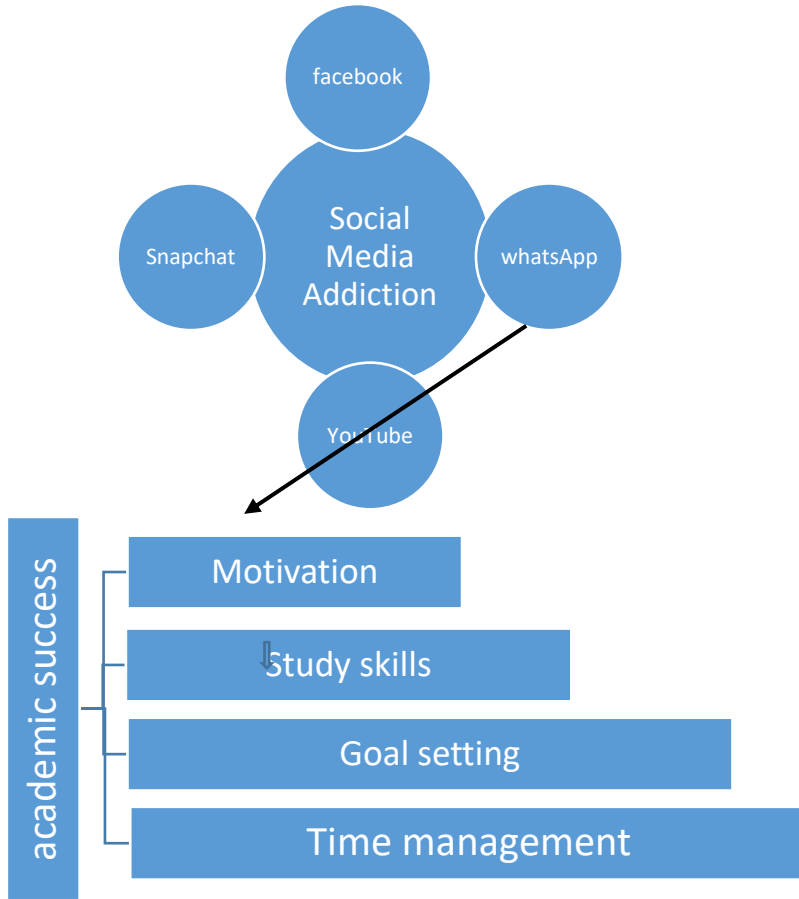 facebook
Social
Media
Addiction
Snapchat
whatsApp
YouTube
academic success
Motivation
Study skills
Goal setting
Time management